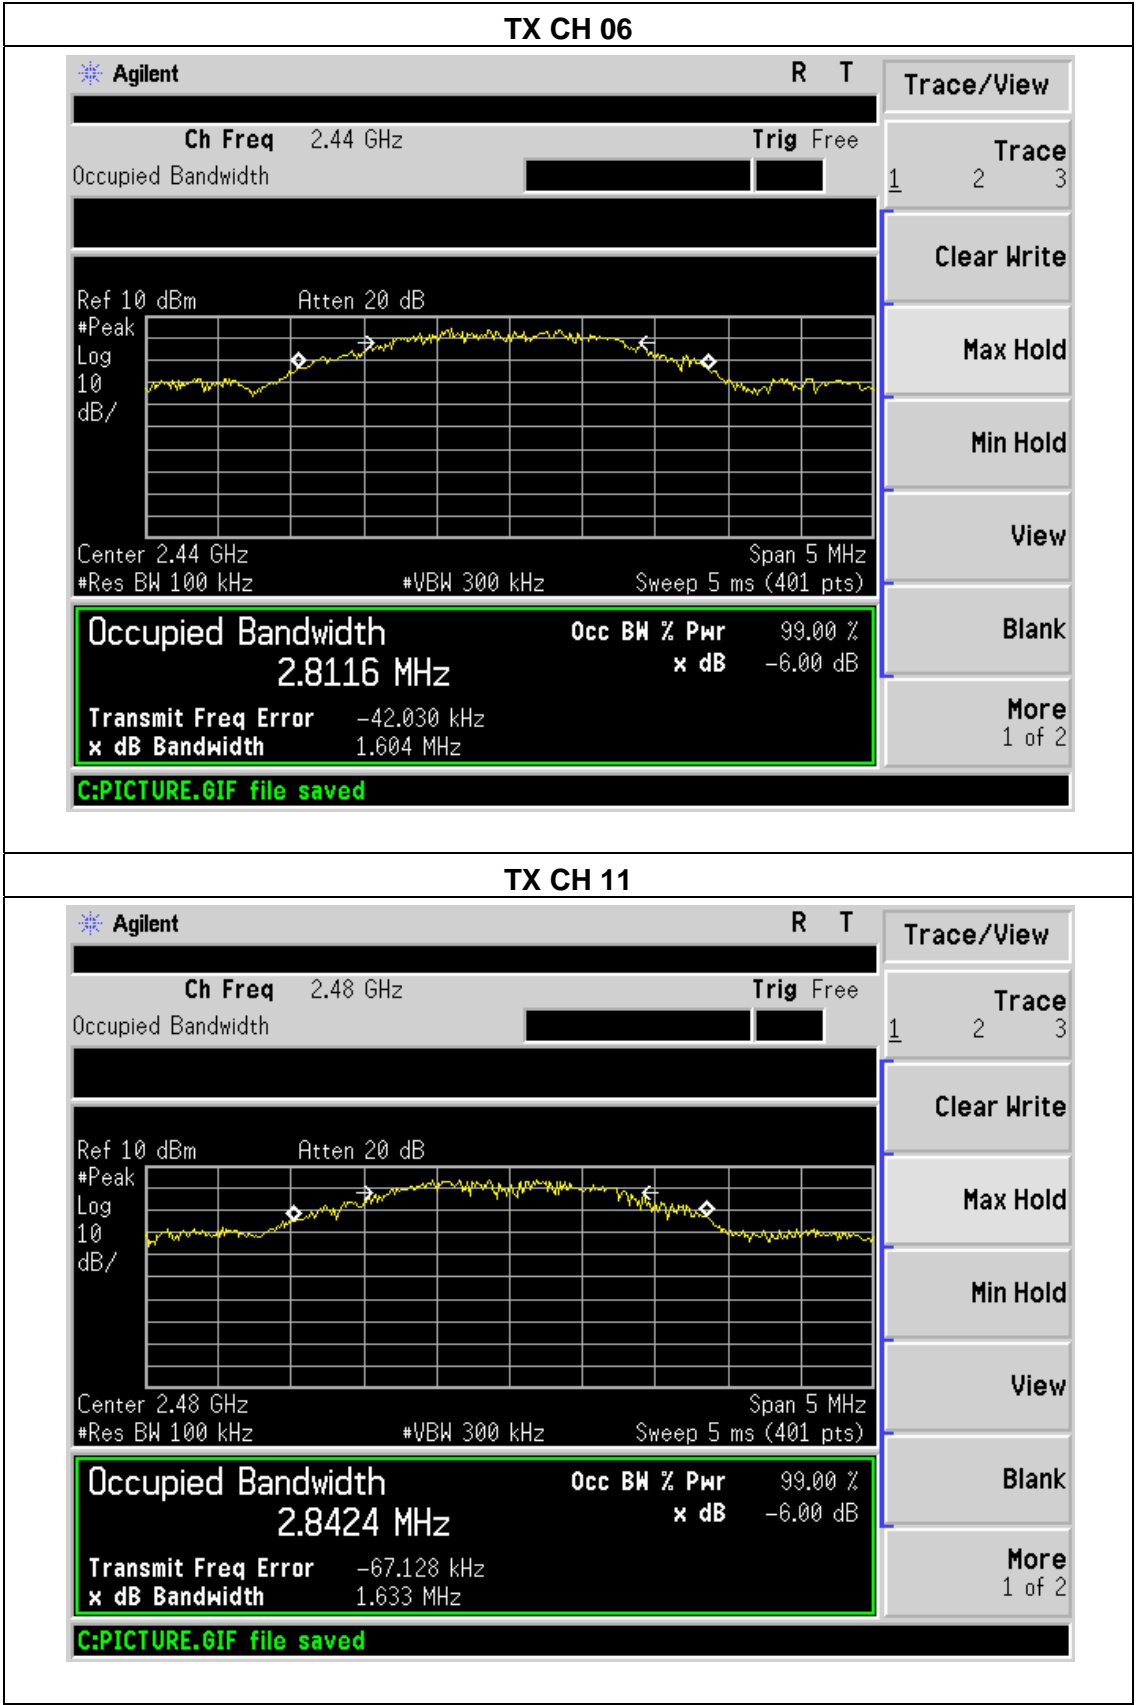 TX CH 06
Agilent R T Trace/View
Ch Freq 2.44 GHz Trig Free
Occupied Bandwidth
Trace
1 2 3
Clear Write
Ref 10 dBm Atten 20 dB
#Peak
Log
10
dB/
Max Hold
Min Hold
View
Center 2.44 GHz Span 5 MHz
#Res BW 100 kHz #VBW 300 kHz Sweep 5 ms (401 pts)
Occupied Bandwidth Occ BW % Pwr 99.00 %
2.8116 MHz x dB -6.00 dB
Blank
Transmit Freq Error -42.030 kHz
x dB Bandwidth 1.604 MHz
More
1 of 2
C:PICTURE.GIF file saved
TX CH 11
Agilent R T Trace/View
Ch Freq 2.48 GHz Trig Free
Occupied Bandwidth
Trace
1 2 3
Clear Write
Ref 10 dBm Atten 20 dB
#Peak
Log
10
dB/
Max Hold
Min Hold
View
Center 2.48 GHz Span 5 MHz
#Res BW 100 kHz #VBW 300 kHz Sweep 5 ms (401 pts)
Occupied Bandwidth Occ BW % Pwr 99.00 %
2.8424 MHz x dB -6.00 dB
Blank
Transmit Freq Error -67.128 kHz
x dB Bandwidth 1.633 MHz
More
1 of 2
C:PICTURE.GIF file saved